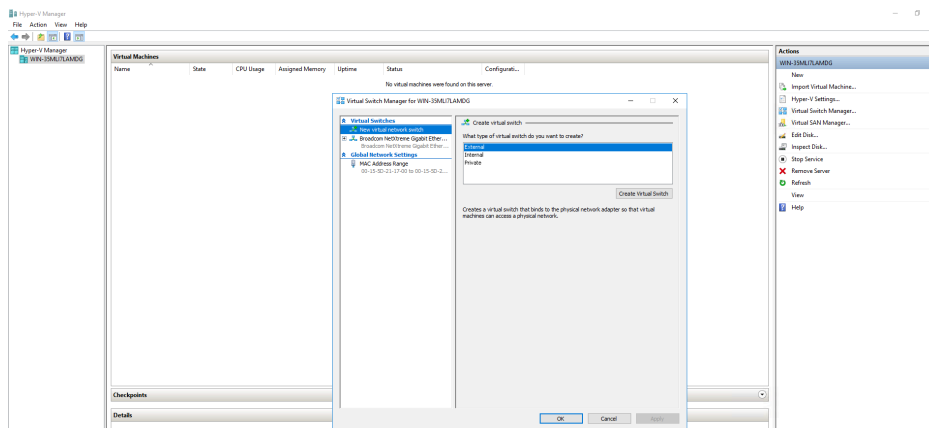 Hyper-V Manager
File Action View Help
Hyper-V Manager
WIN-35MLI7LAMDG
Virtual Machines
Name State CPU Usage Assigned Memory Uptime Status Configurati...
No virtual machines were found on this server.
Virtual Switch Manager for WIN-35MLI7LAMDG
Virtual Switches
New virtual network switch
Broadcom NetXtreme Gigabit Ether...
Broadcom NetXtreme Gigabit Ether...
Global Network Settings
MAC Address Range
00-15-5D-21-17-00 to 00-15-5D-2...
Create virtual switch
What type of virtual switch do you want to create?
External
Internal
Private
Create Virtual Switch
Creates a virtual switch that binds to the physical network adapter so that virtual
machines can access a physical network.
OK Cancel Apply
Checkpoints
Details
Actions
WIN-35MLI7LAMDG
New
Import Virtual Machine...
Hyper-V Settings...
Virtual Switch Manager...
Virtual SAN Manager...
Edit Disk...
Inspect Disk...
Stop Service
Remove Server
Refresh
View
Help